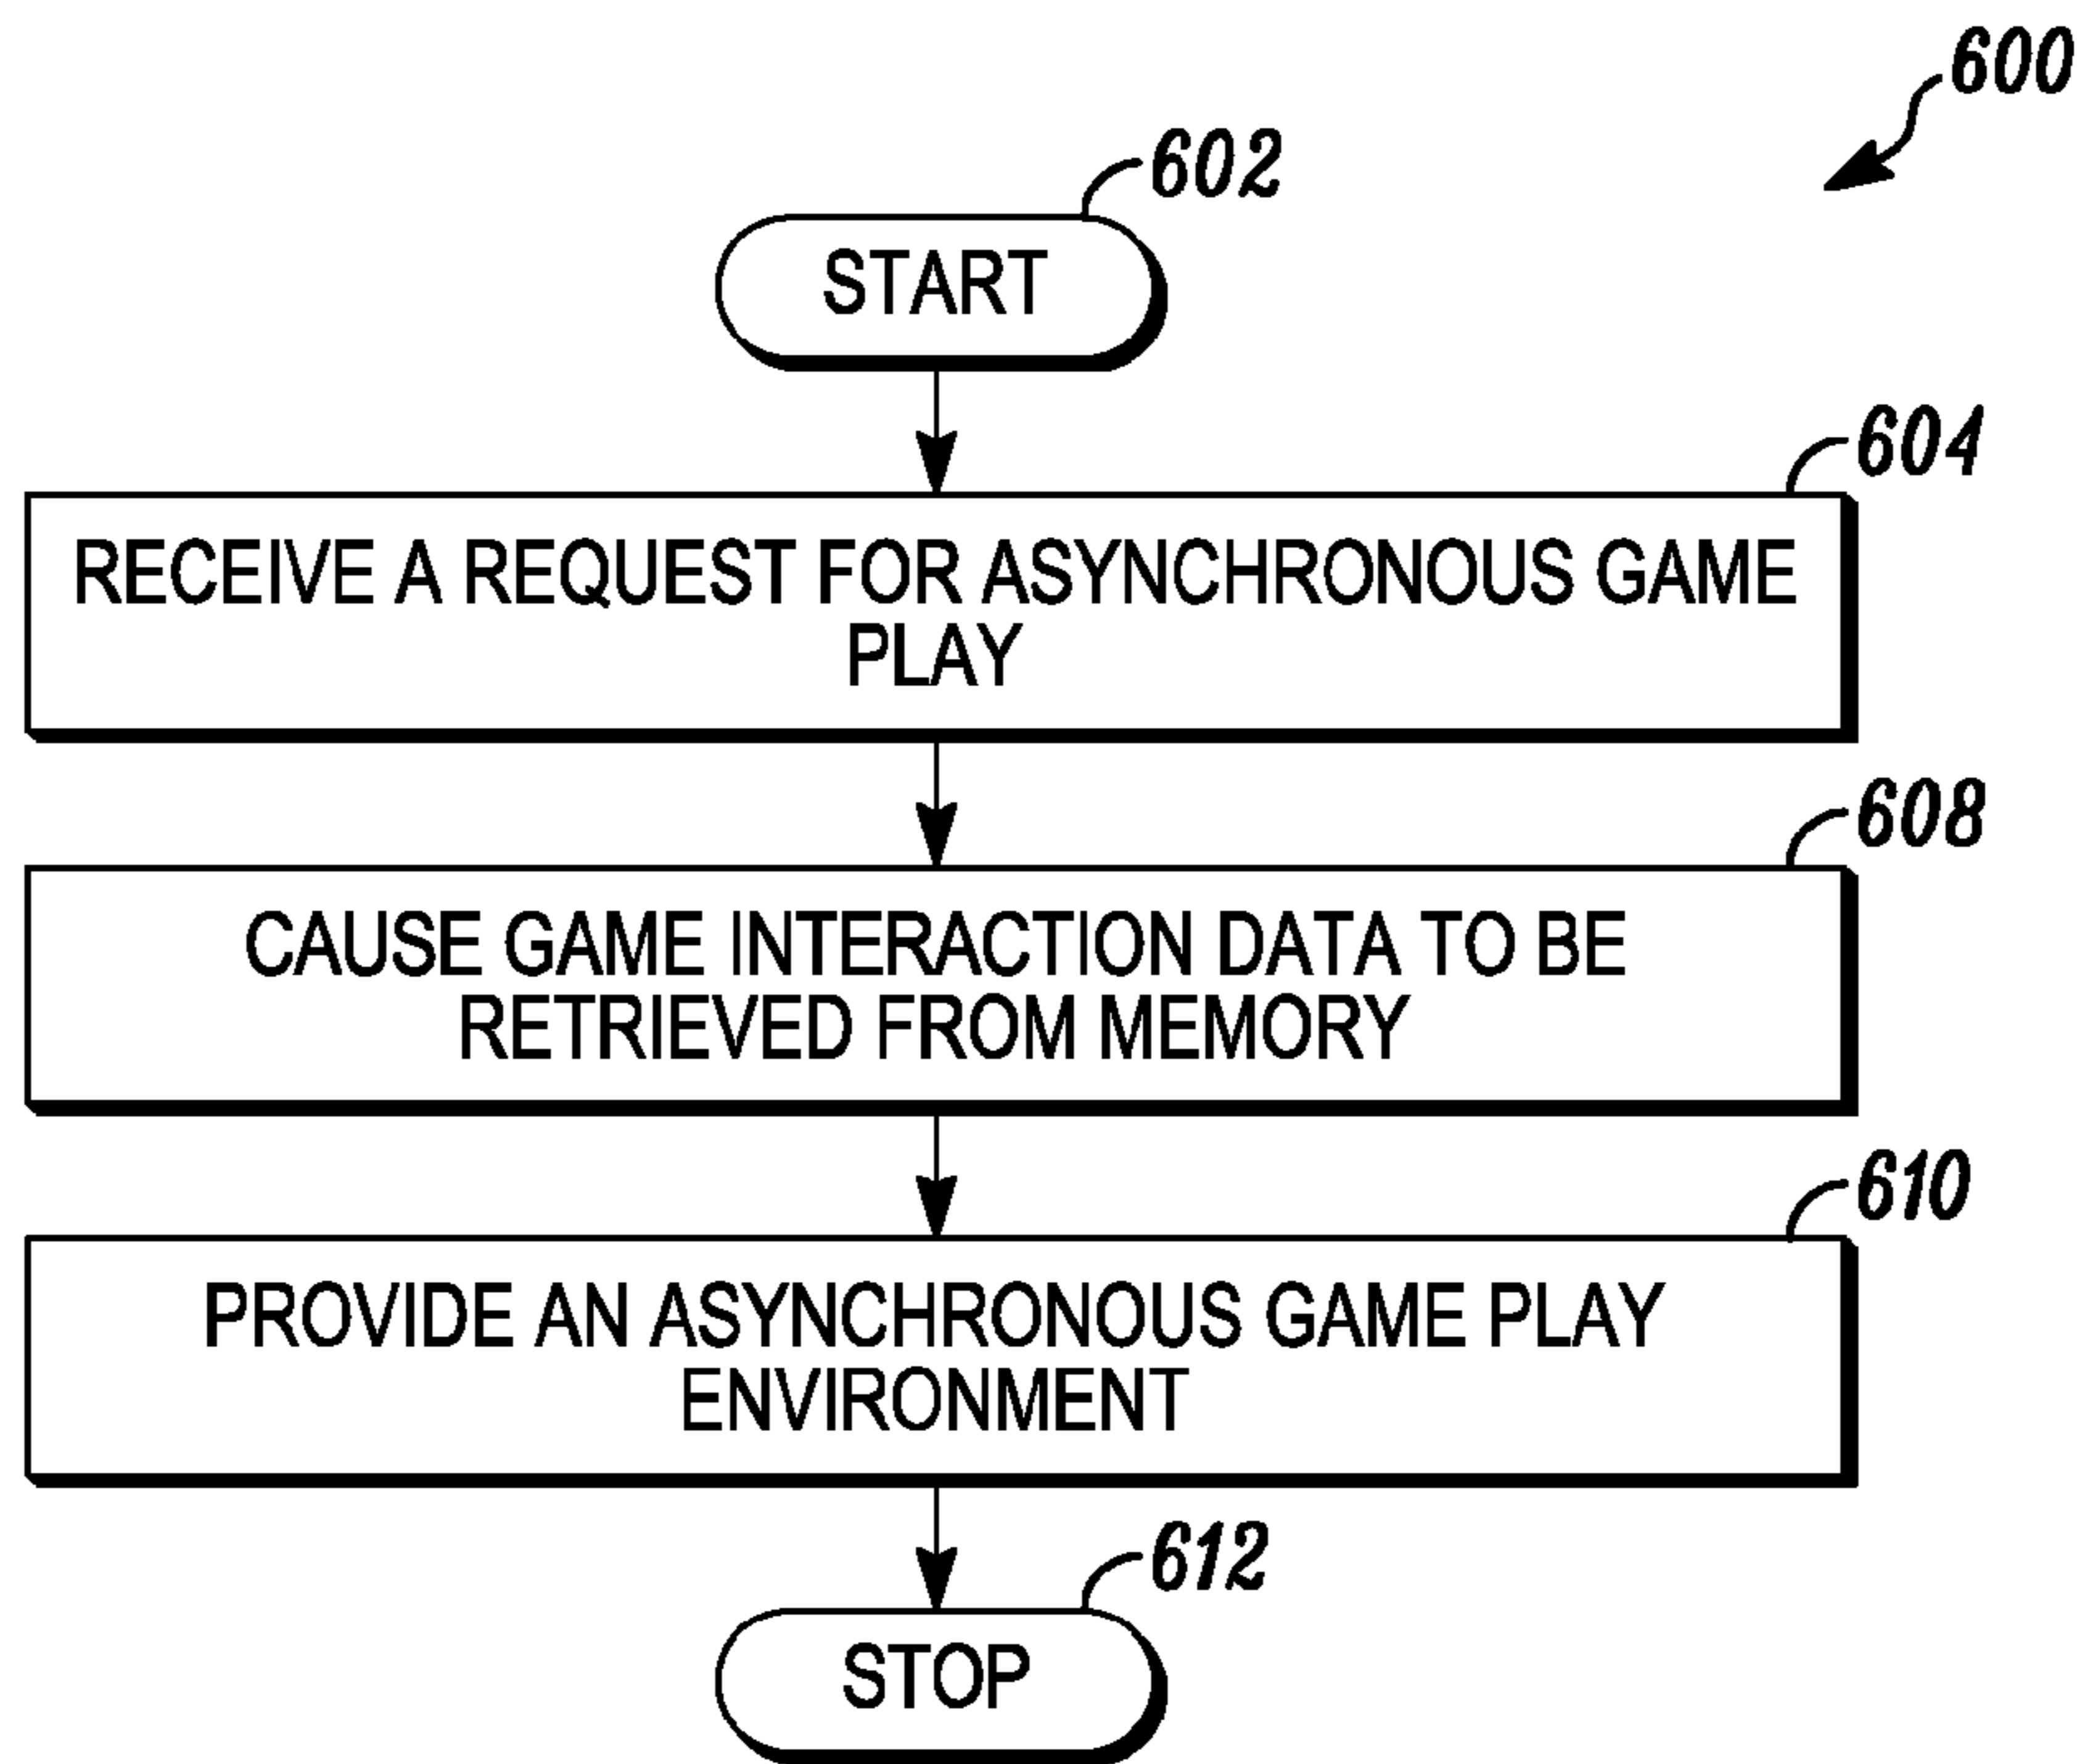 600
602
START
604
RECEIVE A REQUEST FOR ASYNCHRONOUS GAME
PLAY
608
CAUSE GAME INTERACTION DATA TO BE
RETRIEVED FROM MEMORY
610
PROVIDE AN ASYNCHRONOUS GAME PLAY
ENVIRONMENT
612
STOP